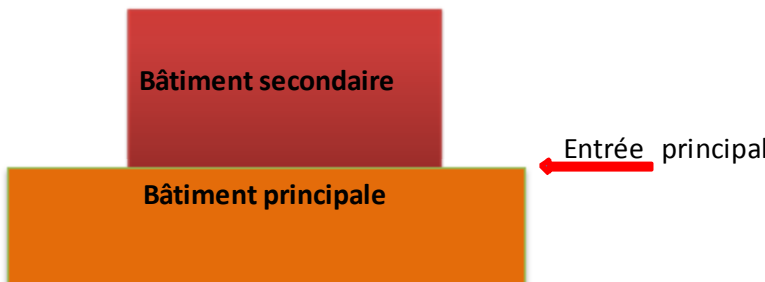 Bâtiment secondaire
Entrée principal
Bâtiment principale